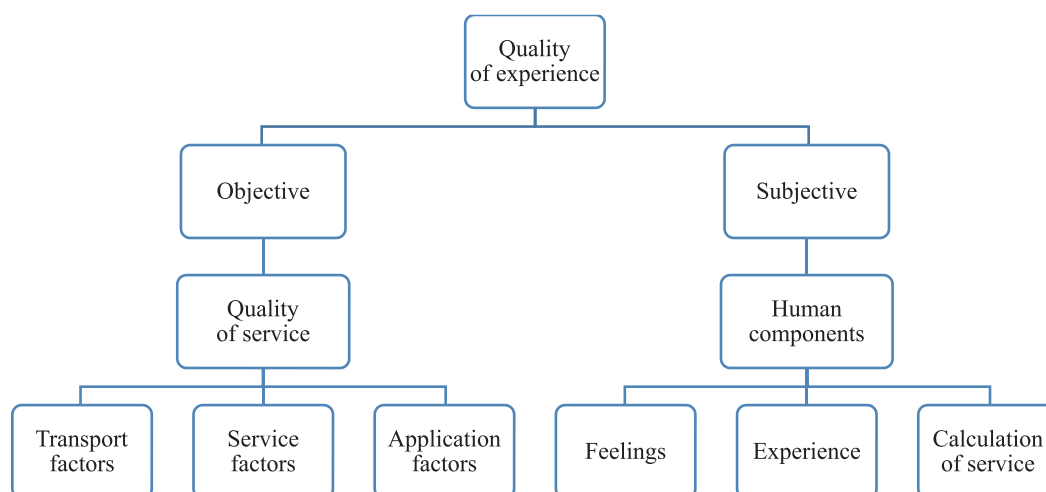 Quality
of experience
Objective
Subjective
Quality
of service
Human
components
Transport
factors
Service
factors
Application
factors
Feelings
Experience
Calculation
of service